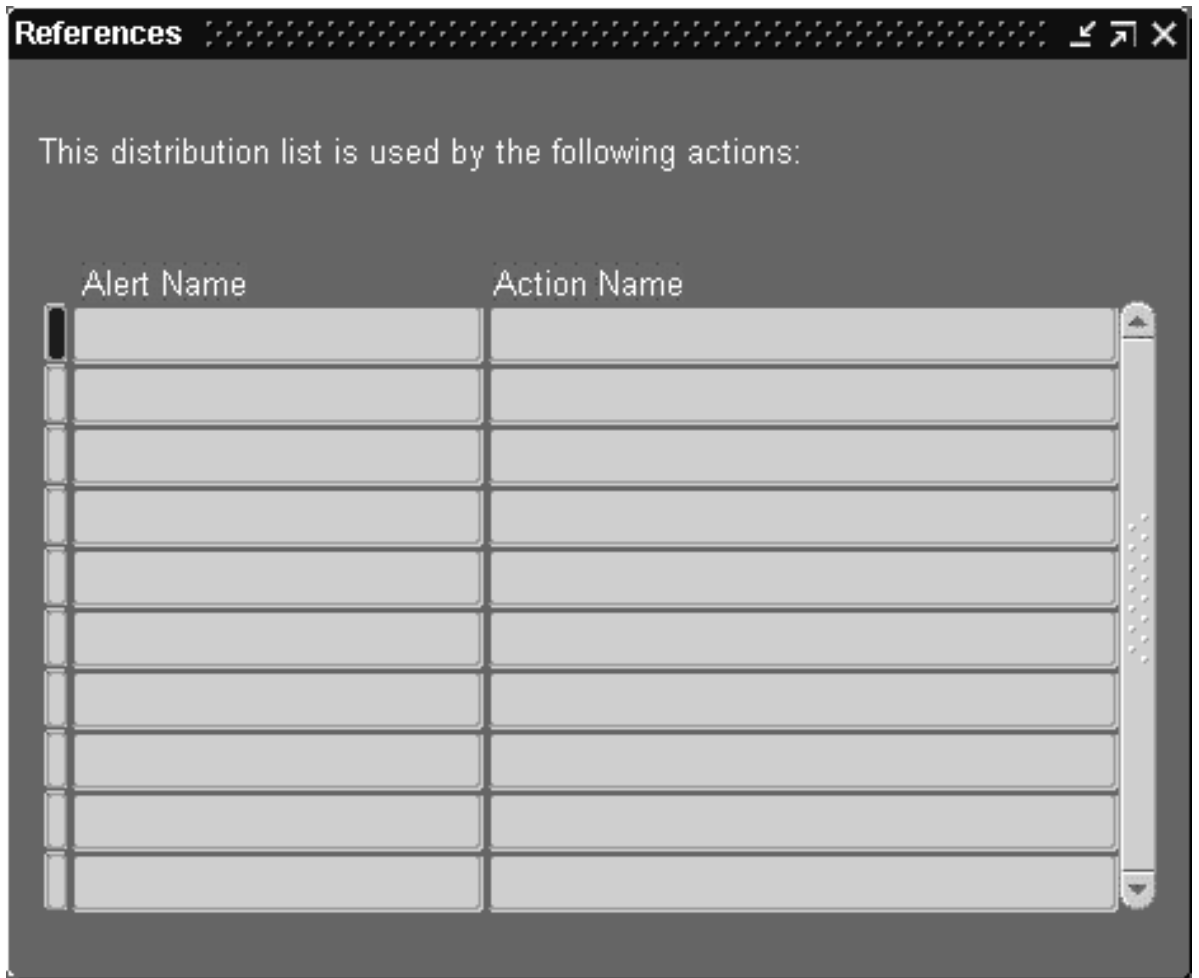 References
This distribution list is used by the following actions:
Alert Name Action Name